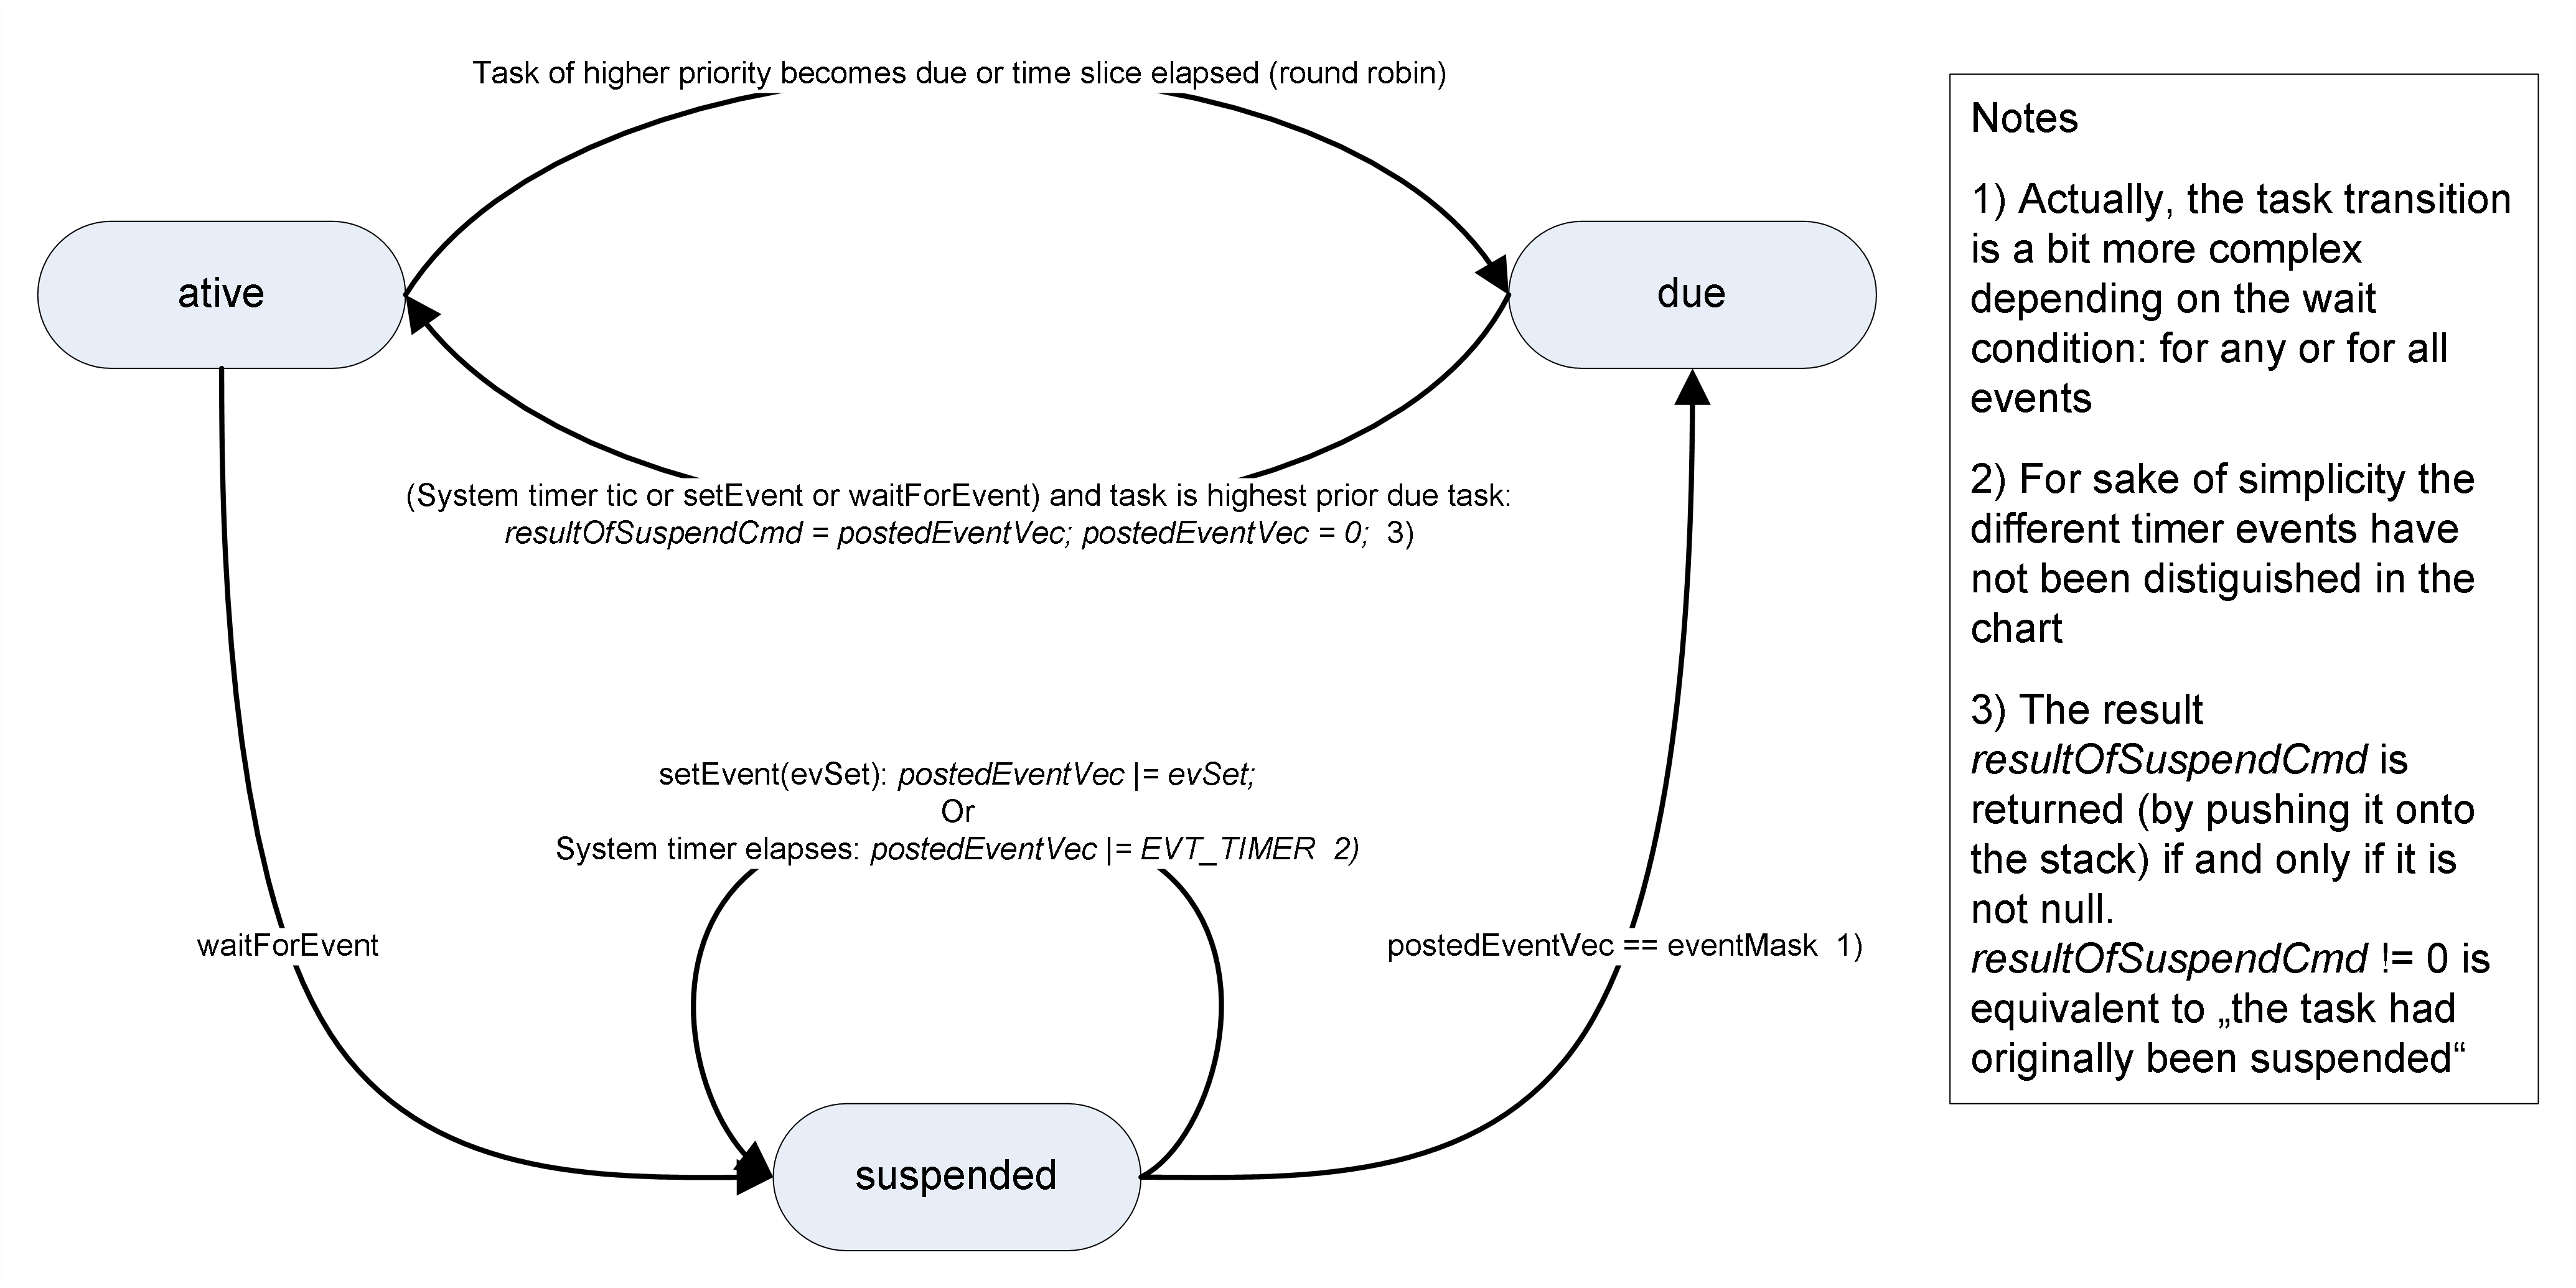 Task of higher priority becomes due or time slice elapsed (round robin)
ative
due
(System timer tic or setEvent or waitForEvent) and task is highest prior due task:
resultOfSuspendCmd = postedEventVec; postedEventVec = 0;  3)
setEvent(evSet): postedEventVec |= evSet;
Or
System timer elapses: postedEventVec |= EVT_TIMER  2)
waitForEvent
postedEventVec == eventMask  1)
suspended
Notes
1) Actually, the task transition
is a bit more complex
depending on the wait
condition: for any or for all
events
2) For sake of simplicity the
different timer events have
not been distiguished in the
chart
3) The result
resultOfSuspendCmd is
returned (by pushing it onto
the stack) if and only if it is
not null.
resultOfSuspendCmd != 0 is
equivalent to „the task had
originally been suspended“